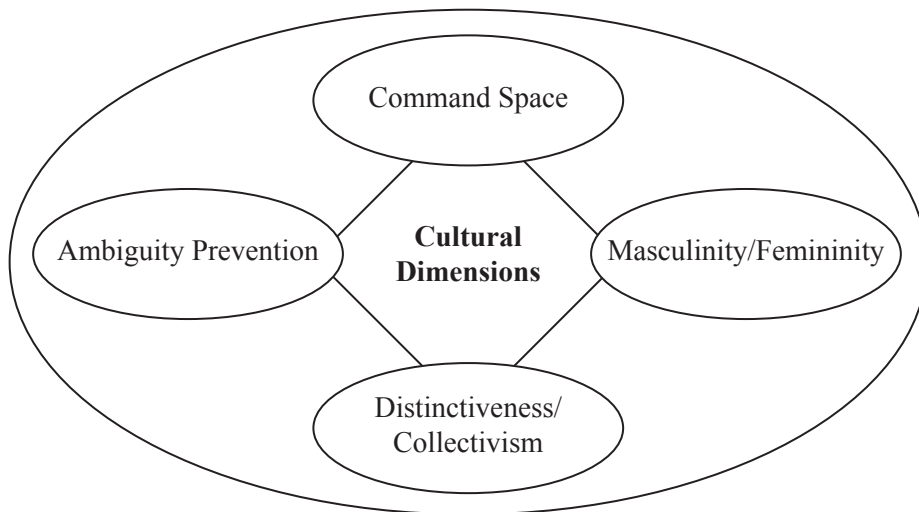 Command Space
Ambiguity Prevention
Cultural
Dimensions
Masculinity/Femininity
Distinctiveness/
Collectivism